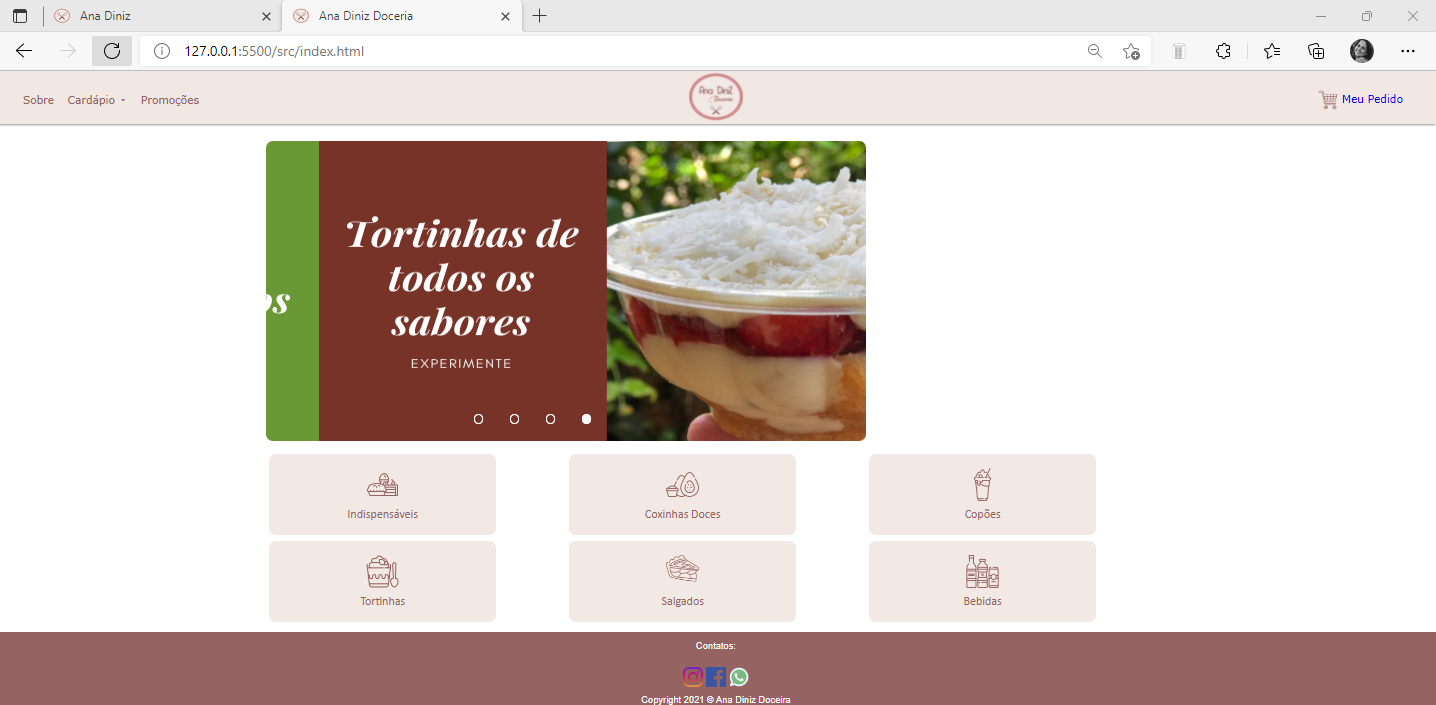 Ana Diniz
Ana Diniz Doceria
127.0.0.1:5500/src/index.html
Sobre
Cardápio
Promoções
Ana Diniz
Doceria
Meu Pedido
os
Tortinhas de
todos os
sabores
EXPERIMENTE
Indispensáveis
Coxinhas Doces
Copões
Tortinhas
Salgados
Bebidas
Contatos:
Copyright 2021 © Ana Diniz Doceira